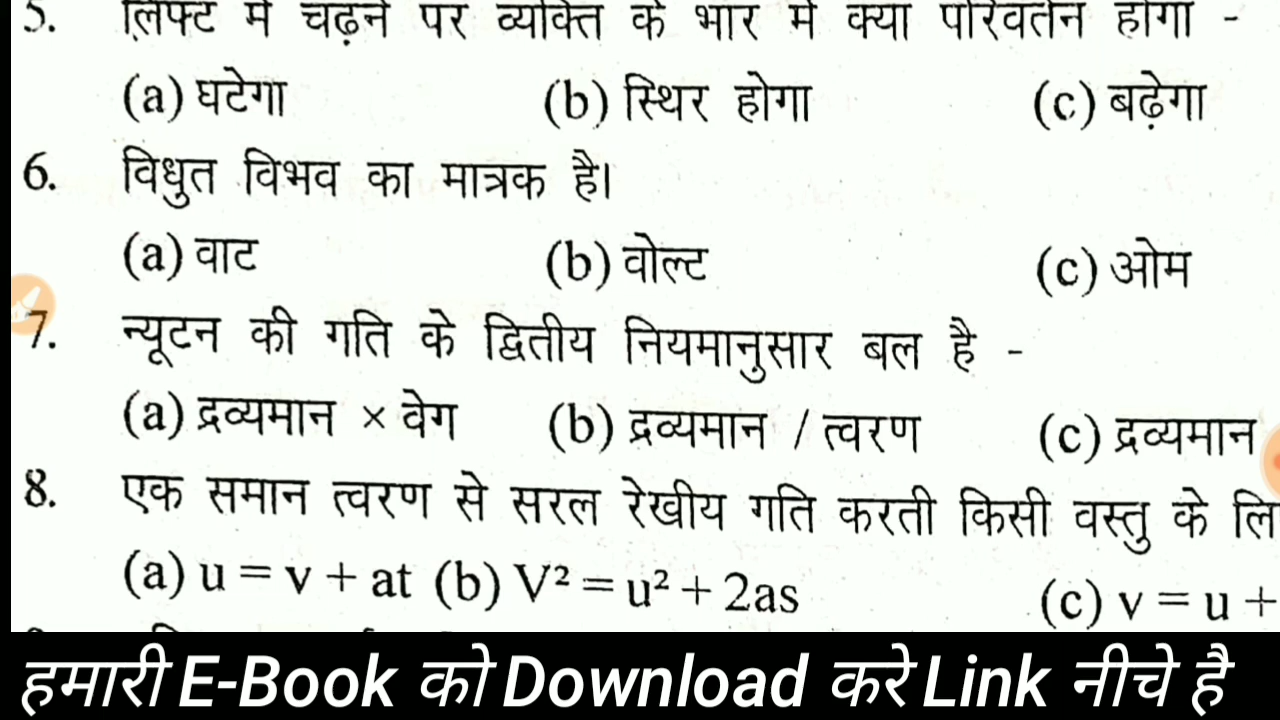 5. लिफ्ट में चढ़ने पर व्यक्ति के भार में क्या परिवर्तन होगा -
(a) घटेगा (b) स्थिर होगा (c) बढ़ेगा
6. विधुत विभव का मात्रक है।
(a) वाट (b) वोल्ट (c) ओम
7. न्यूटन की गति के द्वितीय नियमानुसार बल है -
(a) द्रव्यमान × वेग (b) द्रव्यमान / त्वरण (c) द्रव्यमान
8. एक समान त्वरण से सरल रेखीय गति करती किसी वस्तु के लि
(a) u = v + at (b) V² = u² + 2as (c) v = u +
हमारी E-Book को Download करे Link नीचे है